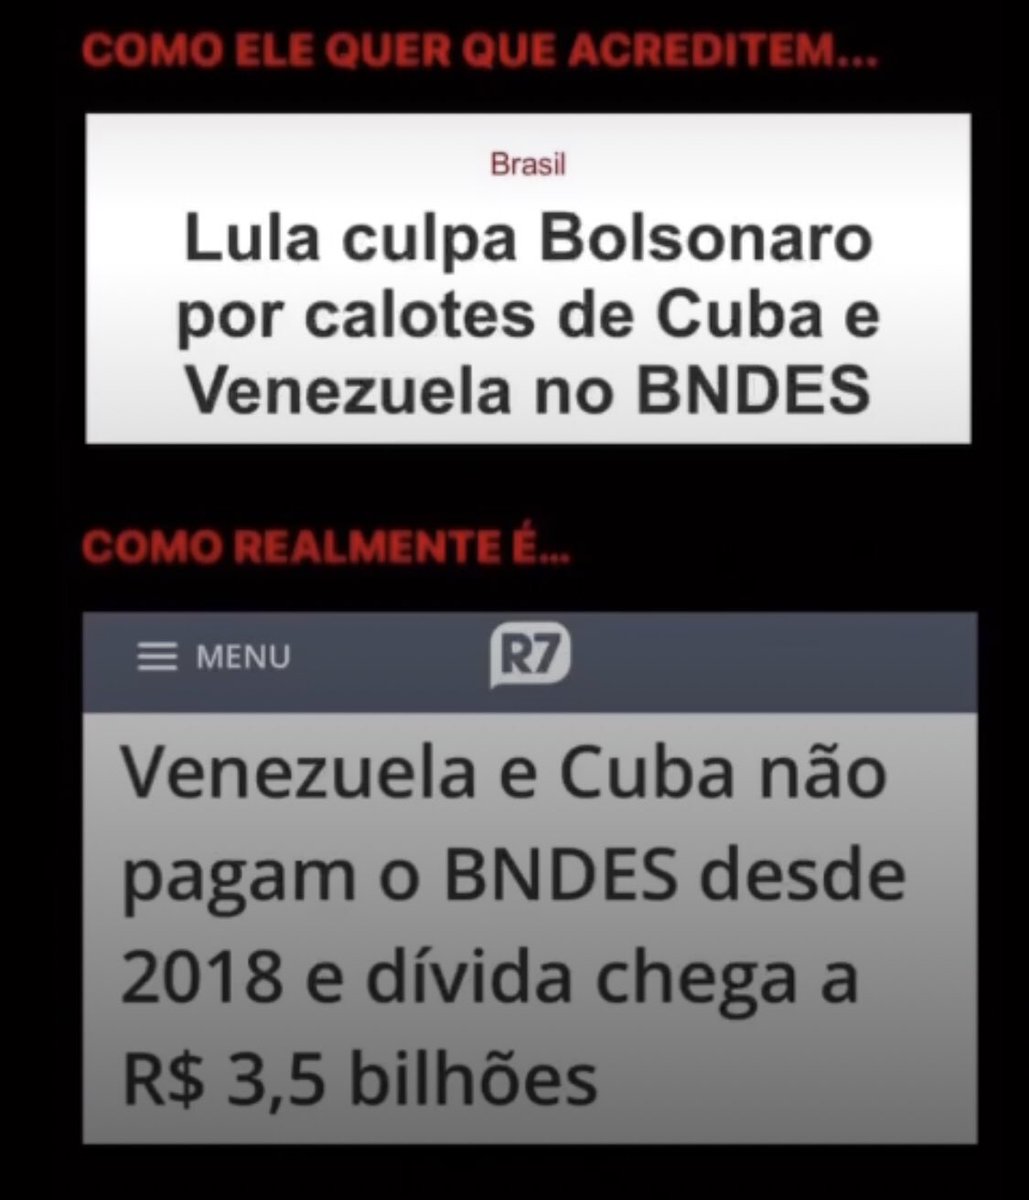 COMO ELE QUER QUE ACREDITEM...
Brasil
Lula culpa Bolsonaro
por calotes de Cuba e
Venezuela no BNDES
COMO REALMENTE É...
MENU
R7
Venezuela e Cuba não
pagam o BNDES desde
2018 e dívida chega a
R$ 3,5 bilhões